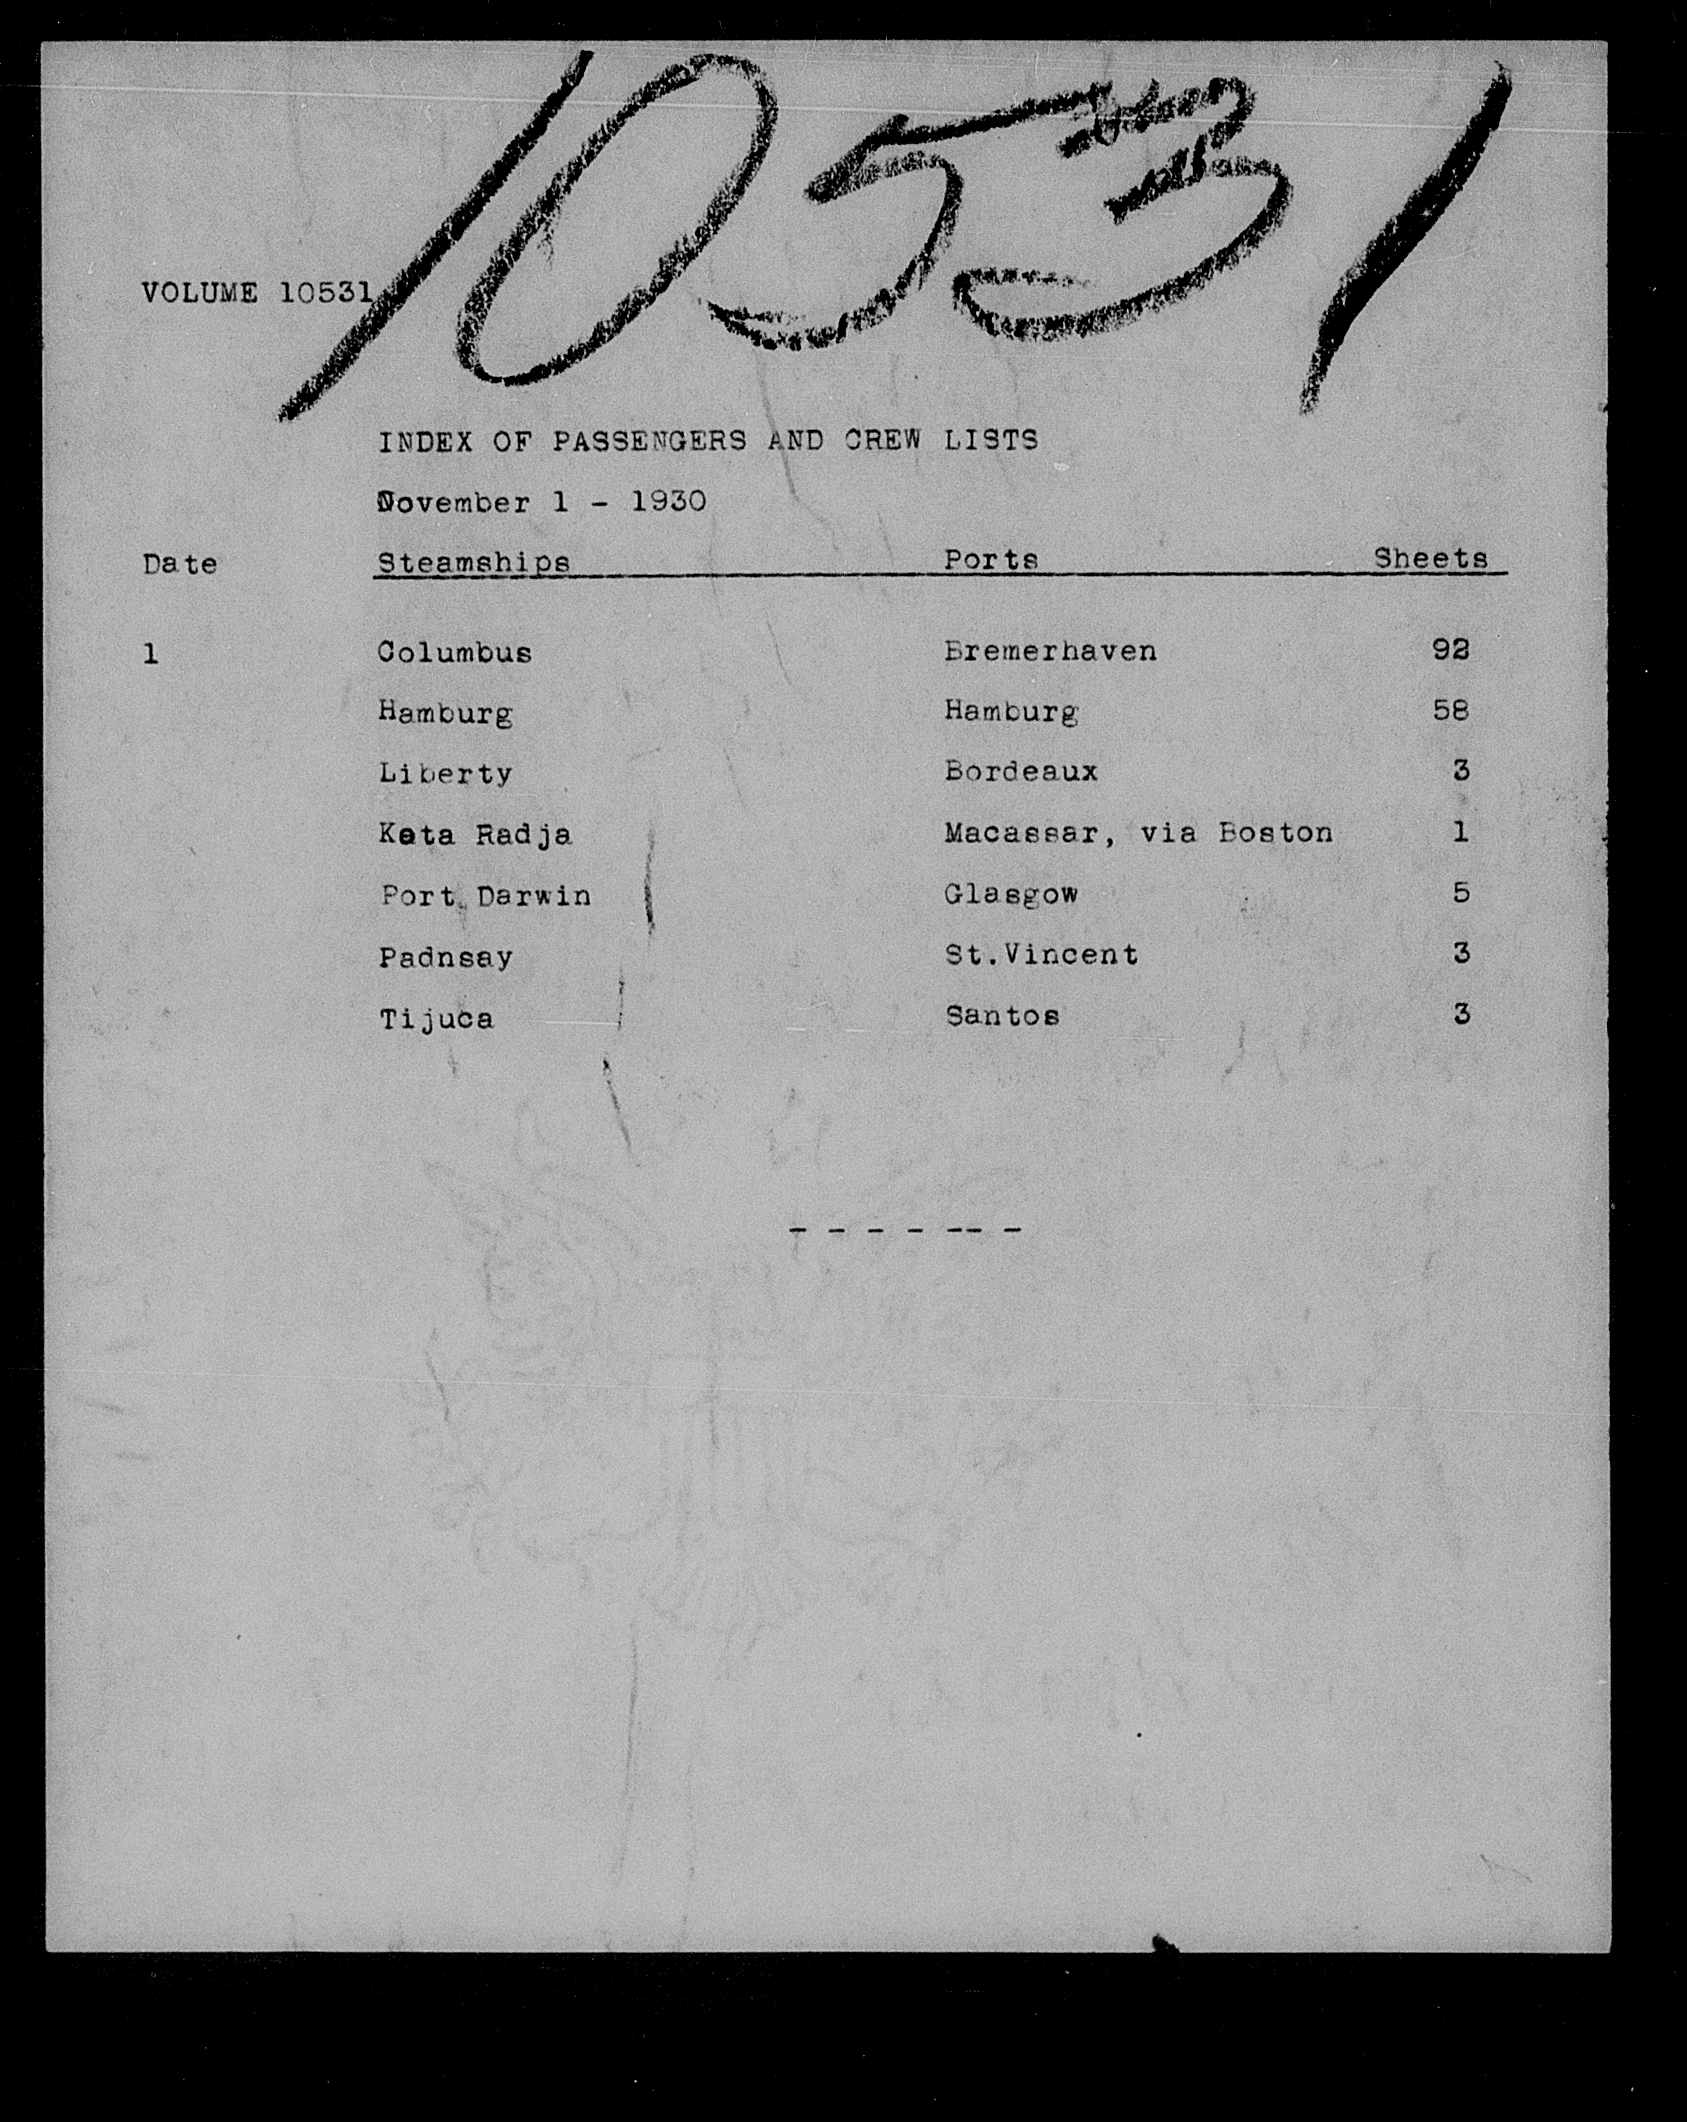 10531
VOLUME 10531
INDEX OF PASSENGERS AND CREW LISTS
November 1 - 1930
Date Steamships Ports Sheets
1 Columbus Bremerhaven 92
Hamburg Hamburg 58
Liberty Bordeaux 3
Kota Radja Macassar, via Boston 1
Port Darwin Glasgow 5
Padnsay St.Vincent 3
Tijuca Santos 3
- - - - -- -